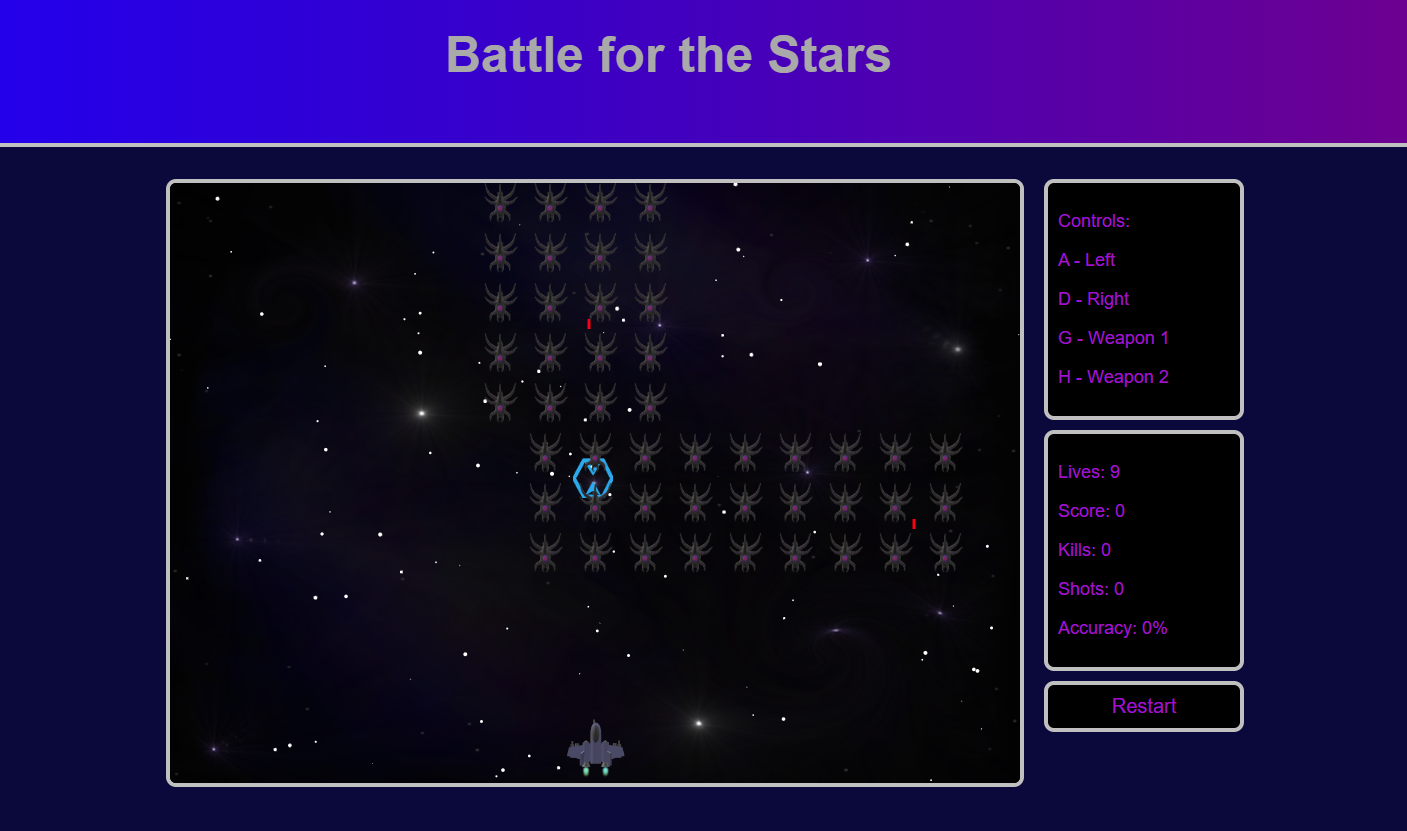 Battle for the Stars
Controls:
A - Left
D - Right
G - Weapon 1
H - Weapon 2
Lives: 9
Score: 0
Kills: 0
Shots: 0
Accuracy: 0%
Restart